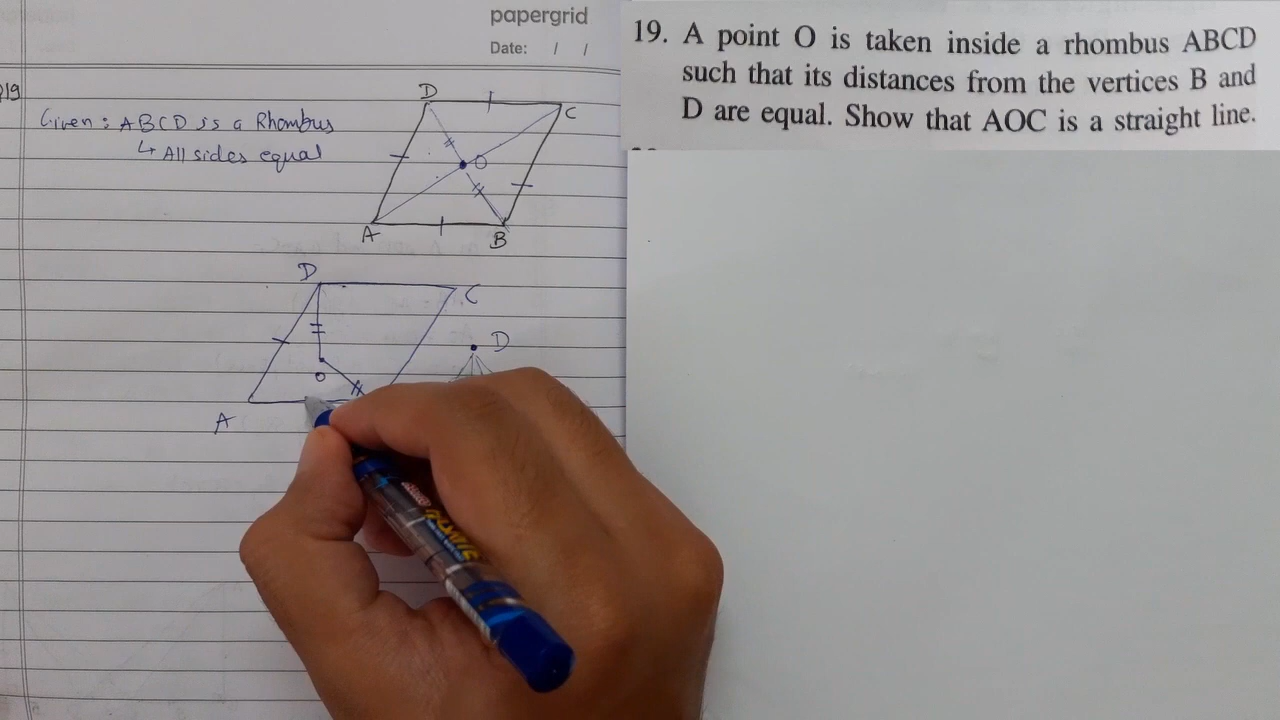 papergrid
Date: / /
19. A point O is taken inside a rhombus ABCD
such that its distances from the vertices B and
D are equal. Show that AOC is a straight line.
Given: ABCD is a Rhombus
↳ All sides equal
D
C
O
A
B
D
C
D
O
A